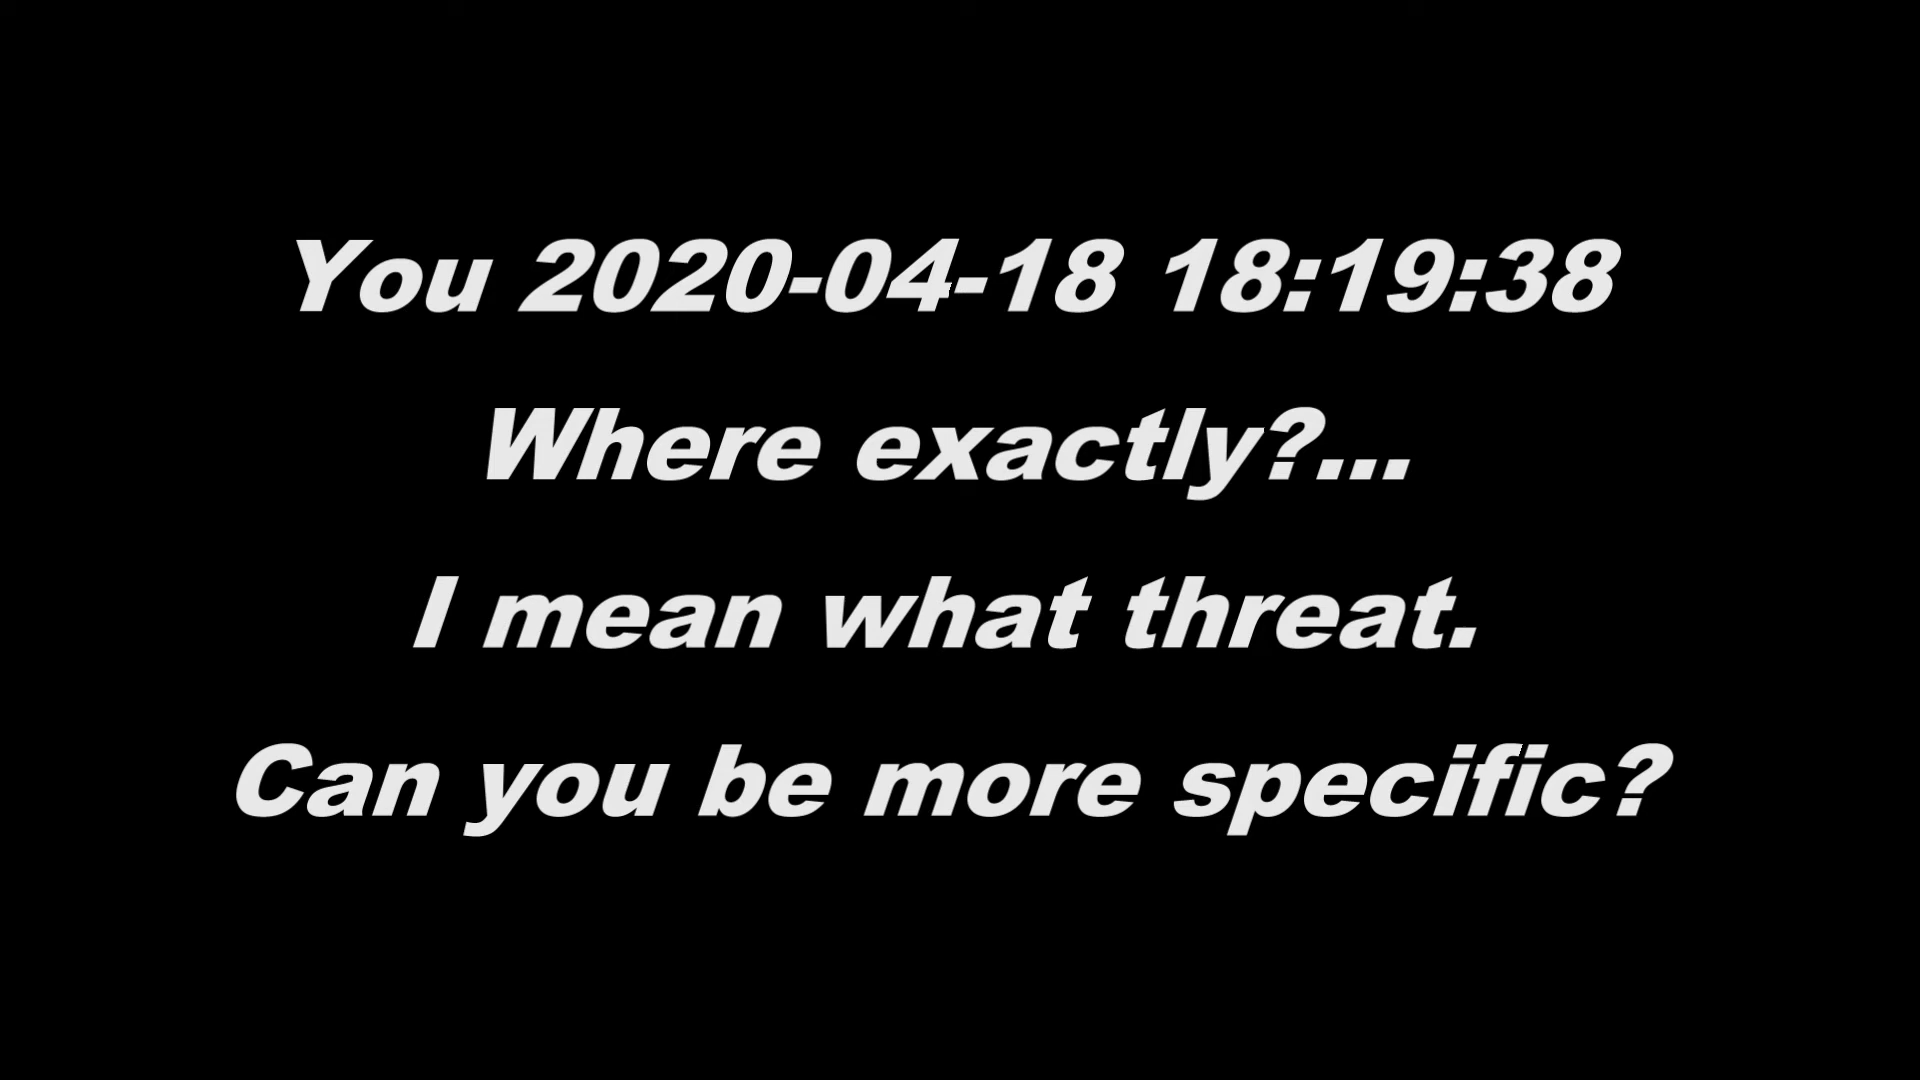 You 2020-04-18 18:19:38
Where exactly?...
I mean what threat.
Can you be more specific?